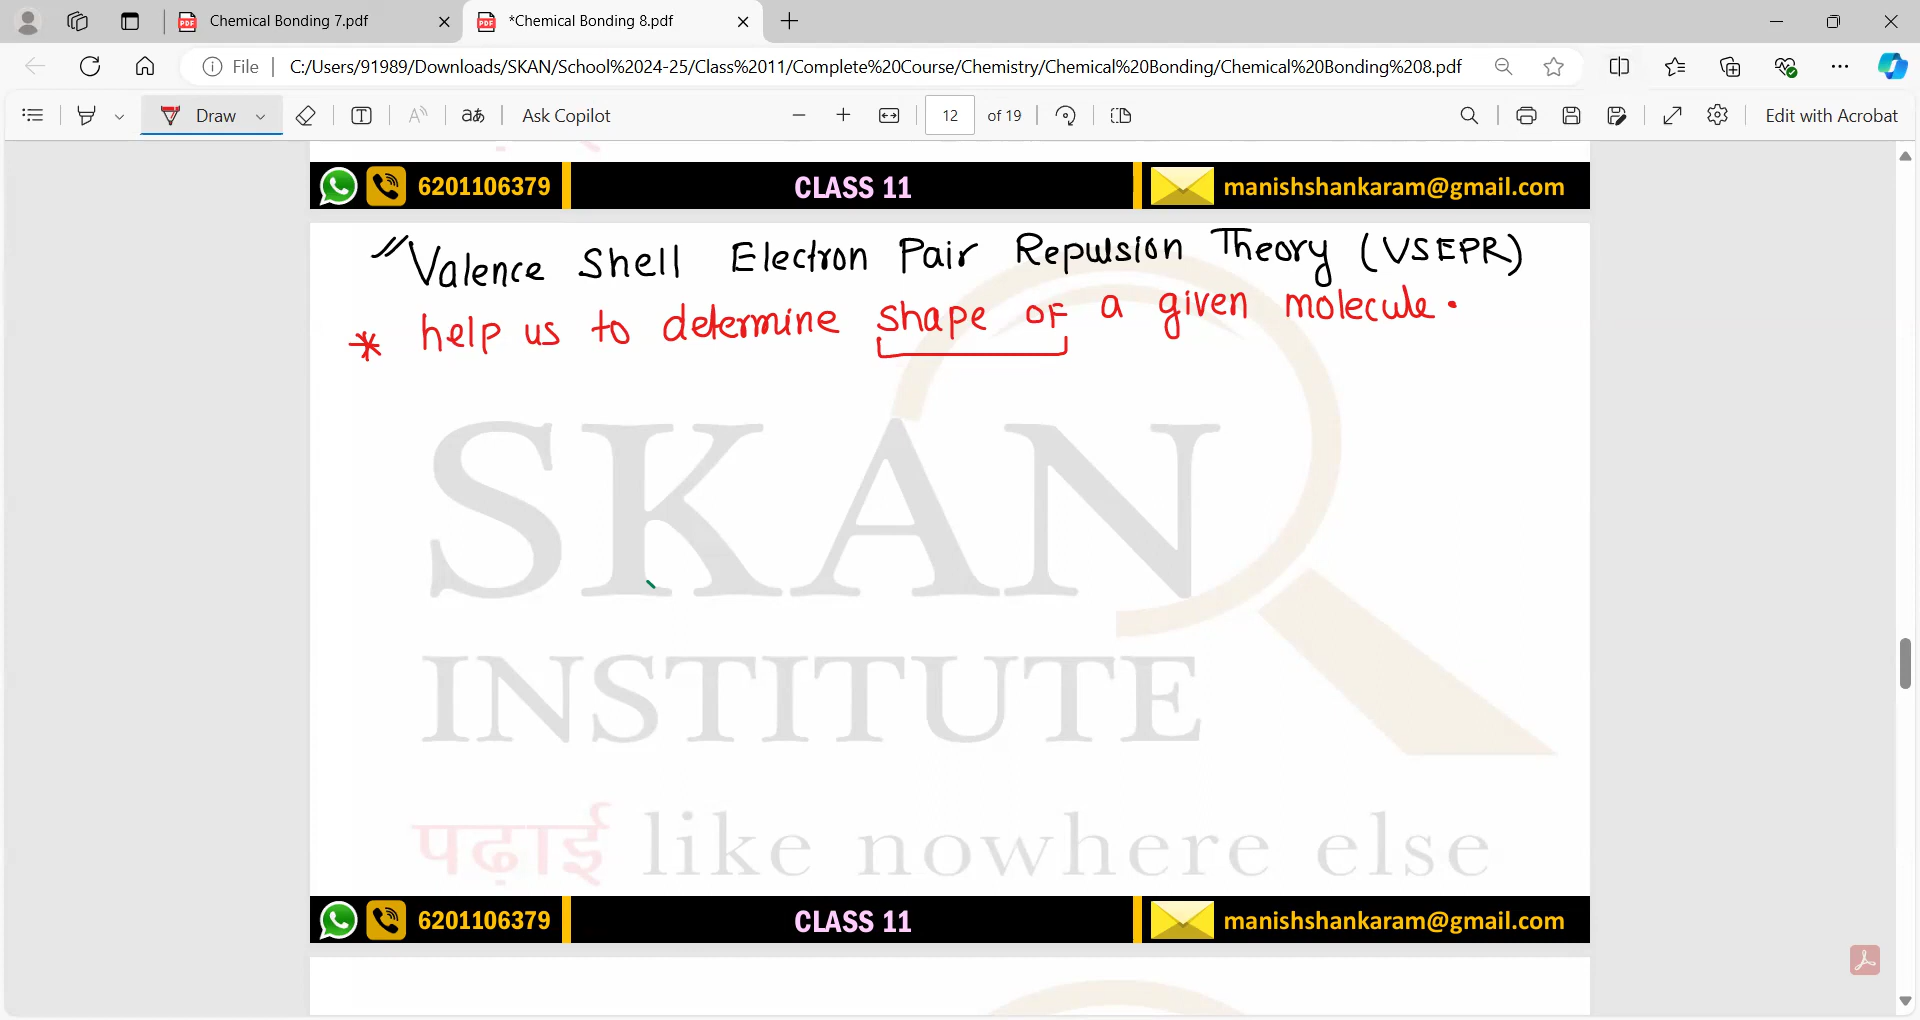 Chemical Bonding 7.pdf
*Chemical Bonding 8.pdf
File
C:/Users/91989/Downloads/SKAN/School%2024-25/Class%2011/Complete%20Course/Chemistry/Chemical%20Bonding/Chemical%20Bonding%208.pdf
Draw
aあ
Ask Copilot
12 of 19
Edit with Acrobat
6201106379 CLASS 11 manishshankaram@gmail.com
Valence Shell Electron Pair Repulsion Theory (VSEPR)
* help us to determine shape OF a given molecule.
SKAN
INSTITUTE
पढ़ाई like nowhere else
6201106379 CLASS 11 manishshankaram@gmail.com